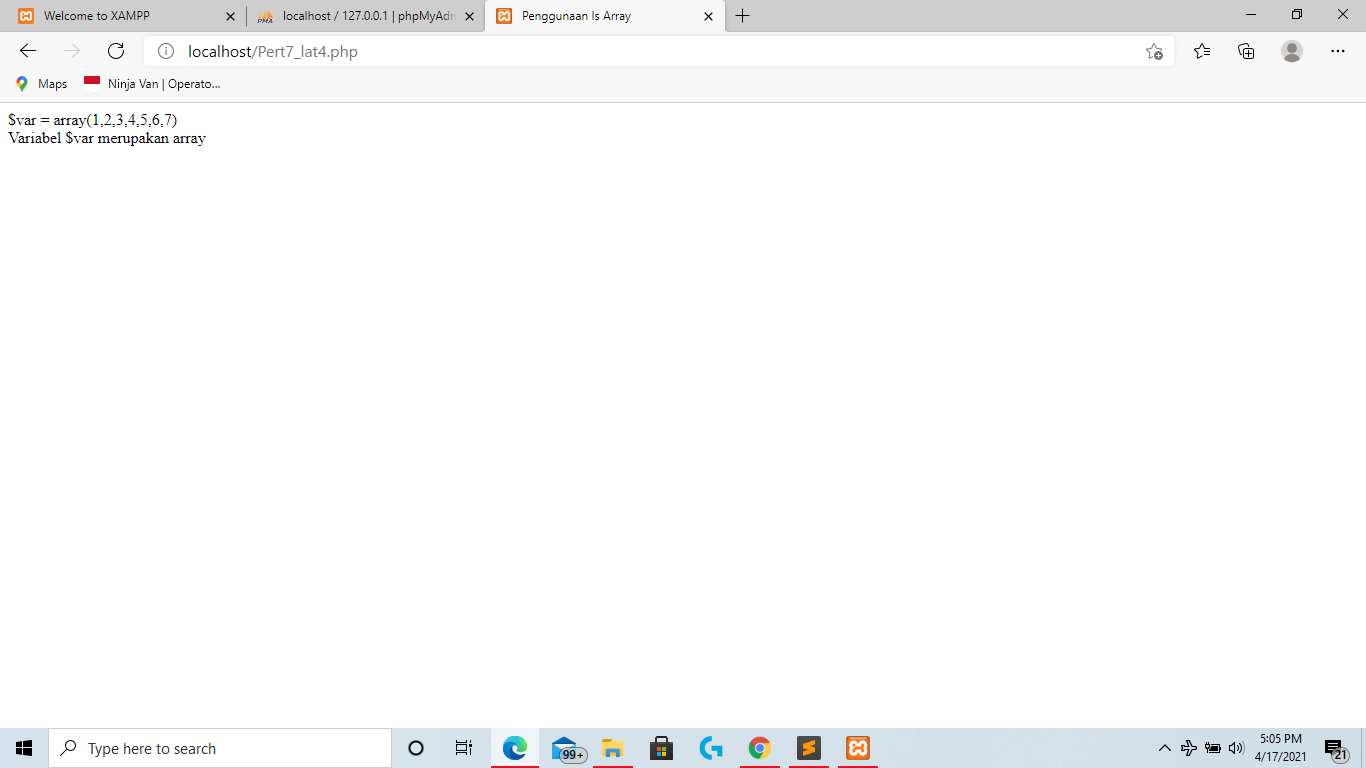 Welcome to XAMPP
localhost / 127.0.0.1 | phpMyAdn
Penggunaan Is Array
localhost/Pert7_lat4.php
Maps
Ninja Van | Operato...
$var = array(1,2,3,4,5,6,7)
Variabel $var merupakan array
Type here to search
99+
5:05 PM
4/17/2021
21